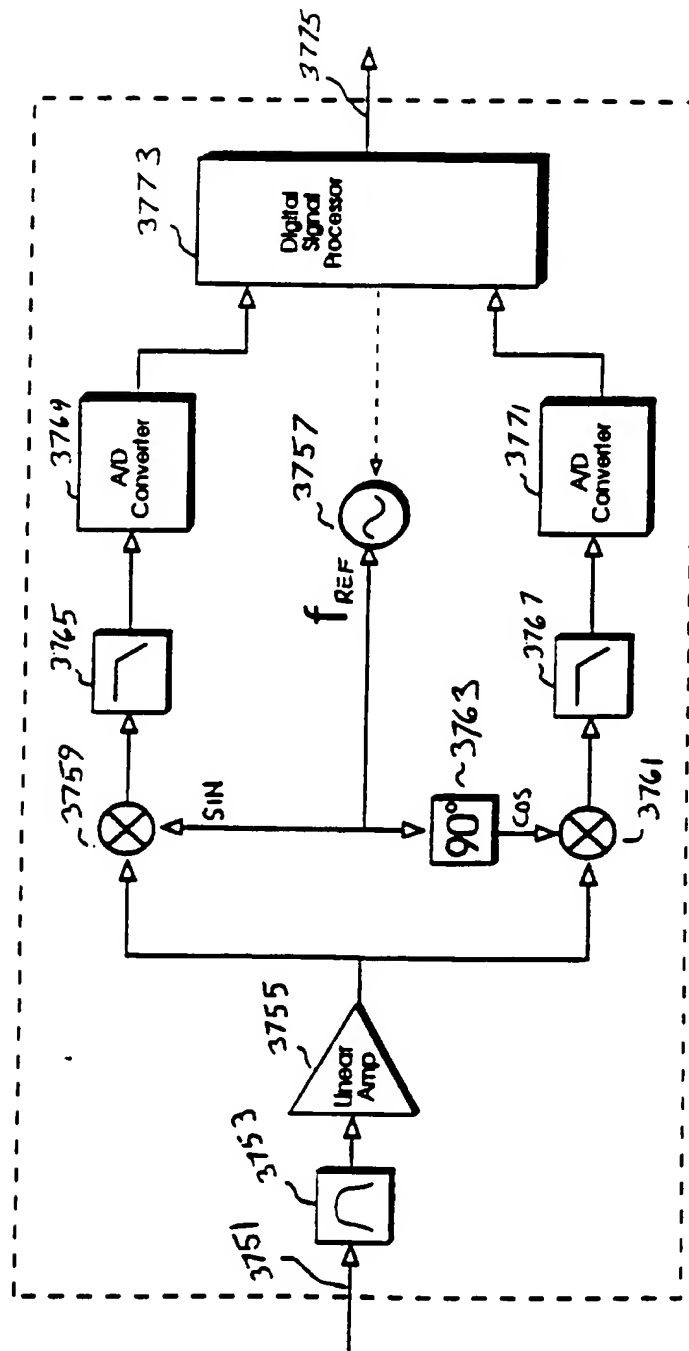 3751
3753
3755
Linear
Amp
3759
3765
3769
A/D
Converter
SIN
f REF
3757
90°
3763
COS
3761
3767
3771
A/D
Converter
3773
Digital
Signal
Processor
3775